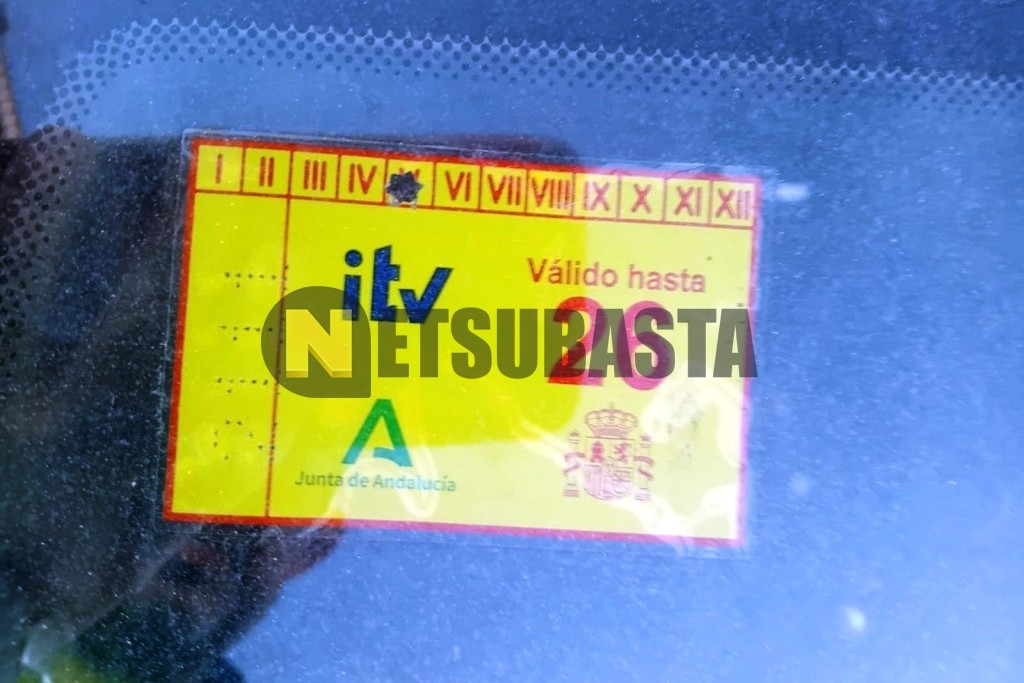 I II III IV VI VII VIII IX X XI XII
itv
Válido hasta
26
NETSUBASTA
Junta de Andalucía